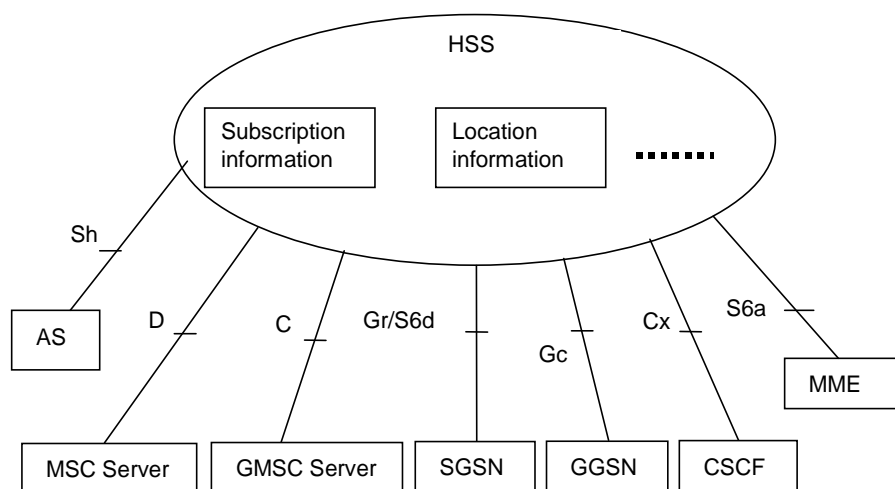 HSS
Subscription
information
Location
information
Sh
D
C
Gr/S6d
Gc
Cx
S6a
AS
MME
MSC Server
GMSC Server
SGSN
GGSN
CSCF